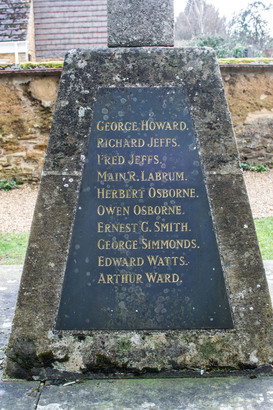 GEORGE HOWARD.
RICHARD JEFFS.
FRED JEFFS.
MAIN. R. LABRUM.
HERBERT OSBORNE.
OWEN OSBORNE.
ERNEST G. SMITH.
GEORGE SIMMONDS.
EDWARD WATTS.
ARTHUR WARD.